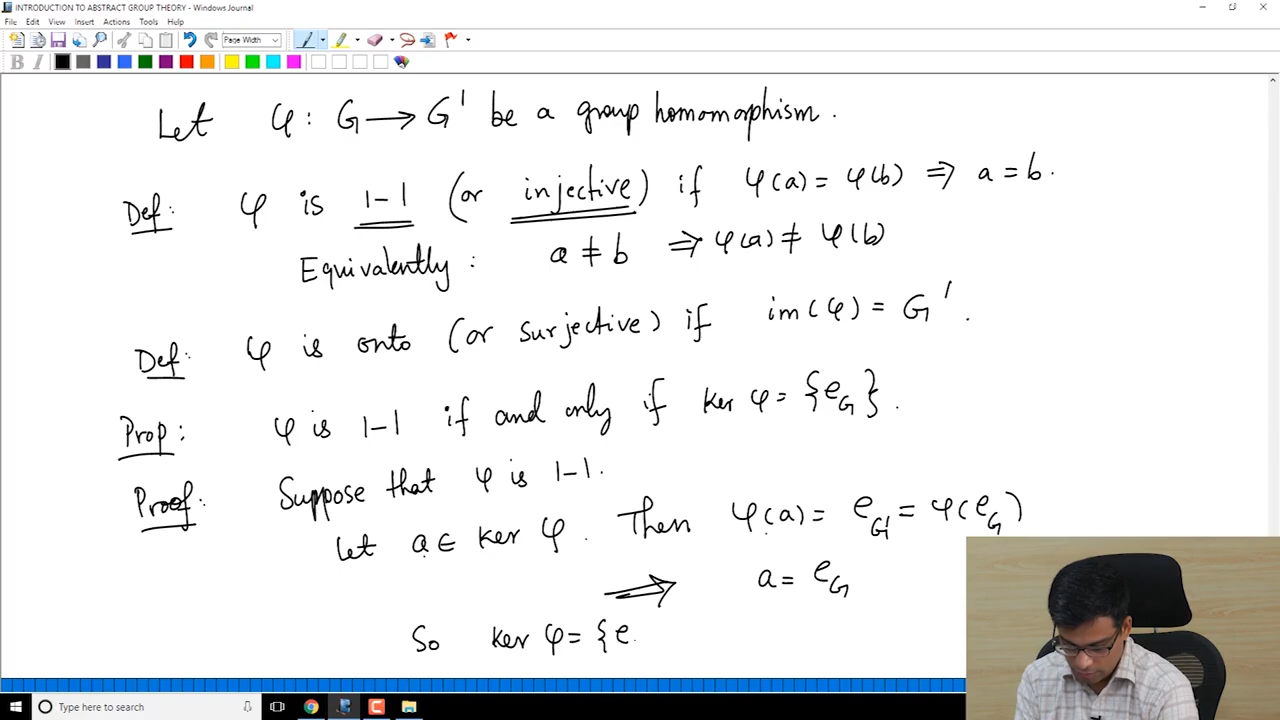 INTRODUCTION TO ABSTRACT GROUP THEORY - Windows Journal
File Edit View Insert Actions Tools Help
Page Width
B I
Let φ: G ⟶ G' be a group homomorphism.
Def: φ is 1-1 (or injective) if φ(a) = φ(b) ⇒ a = b.
Equivalently: a ≠ b ⇒ φ(a) ≠ φ(b)
Def: φ is onto (or surjective) if im(φ) = G'.
Prop: φ is 1-1 if and only if ker φ = {e_G}.
Proof: Suppose that φ is 1-1.
Let a ∈ ker φ. Then φ(a) = e_G' = φ(e_G)
⟹ a = e_G
So ker φ = {e
Type here to search